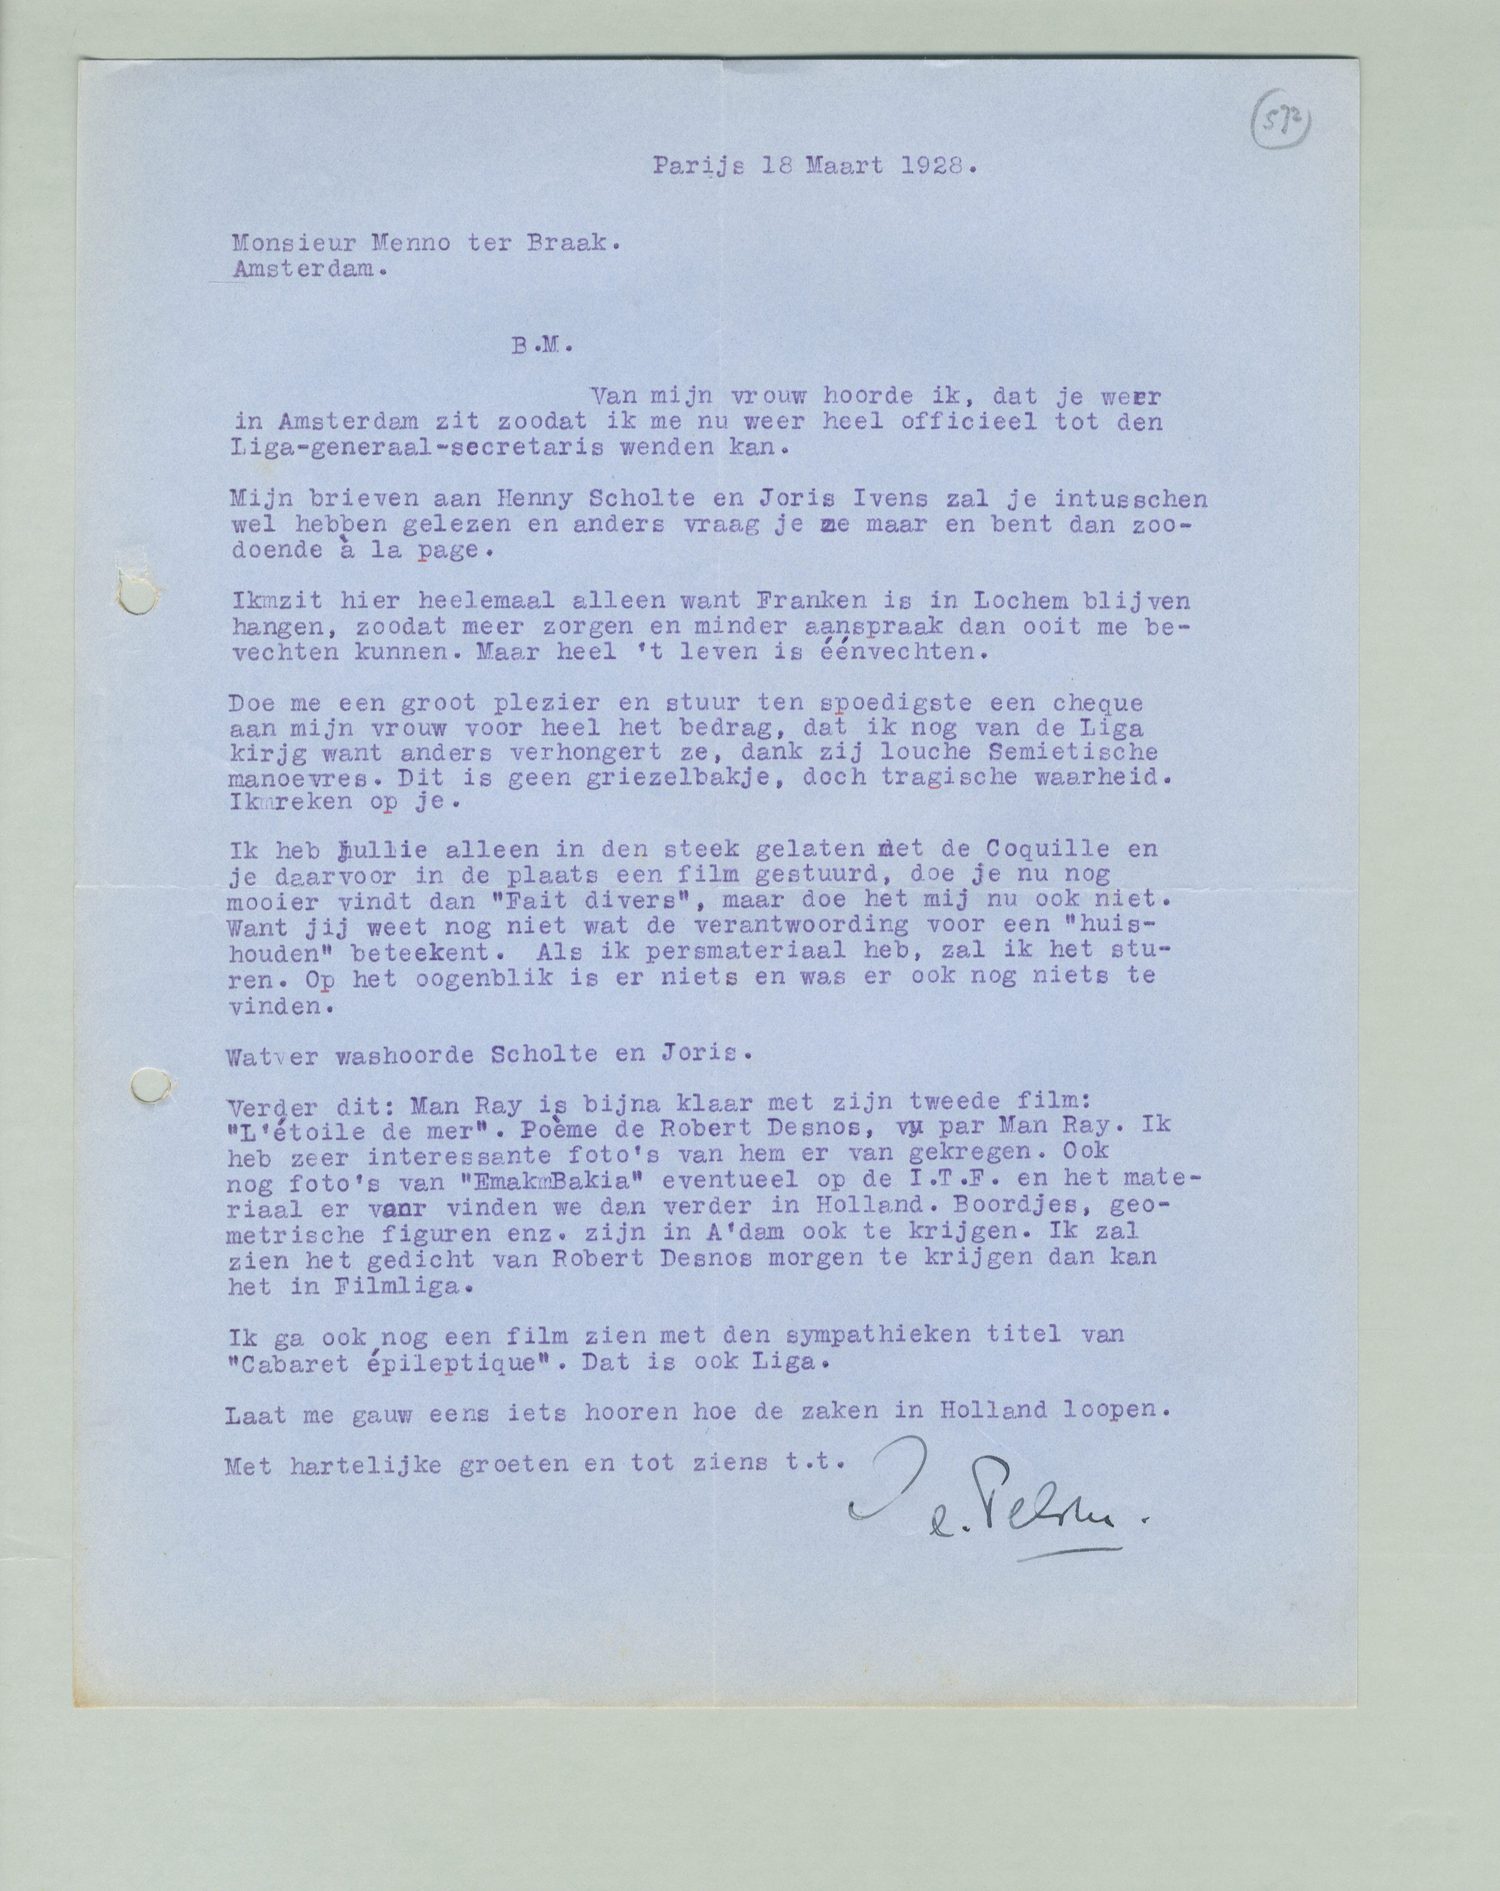 572
Parijs 18 Maart 1928.
Monsieur Menno ter Braak.
Amsterdam.
B.M.
Van mijn vrouw hoorde ik, dat je weer
in Amsterdam zit zoodat ik me nu weer heel officieel tot den
Liga-generaal-secretaris wenden kan.
Mijn brieven aan Henny Scholte en Joris Ivens zal je intusschen
wel hebben gelezen en anders vraag je ze maar en bent dan zoo-
doende à la page.
Ikmzit hier heelemaal alleen want Franken is in Lochem blijven
hangen, zoodat meer zorgen en minder aanspraak dan ooit me be-
vechten kunnen. Maar heel 't leven is éénvechten.
Doe me een groot plezier en stuur ten spoedigste een cheque
aan mijn vrouw voor heel het bedrag, dat ik nog van de Liga
kirjg want anders verhongert ze, dank zij louche Semietische
manoevres. Dit is geen griezelbakje, doch tragische waarheid.
Ikmreken op je.
Ik heb jullie alleen in den steek gelaten met de Coquille en
je daarvoor in de plaats een film gestuurd, doe je nu nog
mooier vindt dan "Fait divers", maar doe het mij nu ook niet.
Want jij weet nog niet wat de verantwoording voor een "huis-
houden" beteekent. Als ik persmateriaal heb, zal ik het stu-
ren. Op het oogenblik is er niets en was er ook nog niets te
vinden.
Watver washoorde Scholte en Joris.
Verder dit: Man Ray is bijna klaar met zijn tweede film:
"L'étoile de mer". Poème de Robert Desnos, vu par Man Ray. Ik
heb zeer interessante foto's van hem er van gekregen. Ook
nog foto's van "EmakmBakia" eventueel op de I.T.F. en het mate-
riaal er voor vinden we dan verder in Holland. Boordjes, geo-
metrische figuren enz. zijn in A'dam ook te krijgen. Ik zal
zien het gedicht van Robert Desnos morgen te krijgen dan kan
het in Filmliga.
Ik ga ook nog een film zien met den sympathieken titel van
"Cabaret épileptique". Dat is ook Liga.
Laat me gauw eens iets hooren hoe de zaken in Holland loopen.
Met hartelijke groeten en tot ziens t.t.